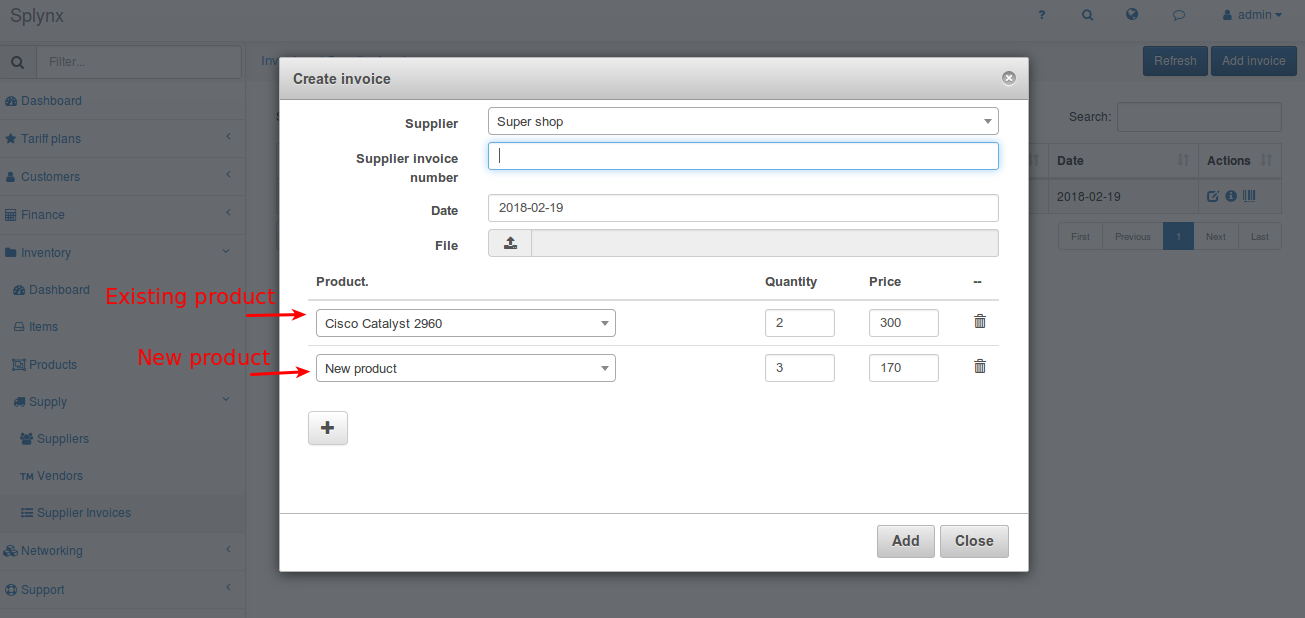 Splynx
? admin
Filter...
Refresh Add invoice
Dashboard
Tariff plans
Customers
Finance
Inventory
Dashboard
Items
Products
Supply
Suppliers
TM Vendors
Supplier Invoices
Networking
Support
Search:
Date Actions
2018-02-19
First Previous 1 Next Last
Create invoice
Supplier Super shop
Supplier invoice
number
Date 2018-02-19
File
Product. Quantity Price --
Existing product
Cisco Catalyst 2960 2 300
New product
New product 3 170
+
Add Close